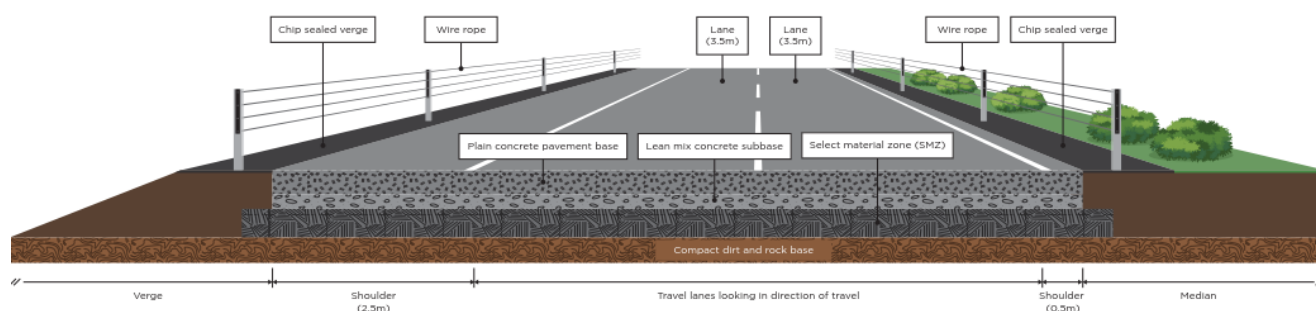 Chip sealed verge
Wire rope
Lane
(3.5m)
Lane
(3.5m)
Wire rope
Chip sealed verge
Plain concrete pavement base
Lean mix concrete subbase
Select material zone (SMZ)
Compact dirt and rock base
Verge
Shoulder
(2.5m)
Travel lanes looking in direction of travel
Shoulder
(0.5m)
Median